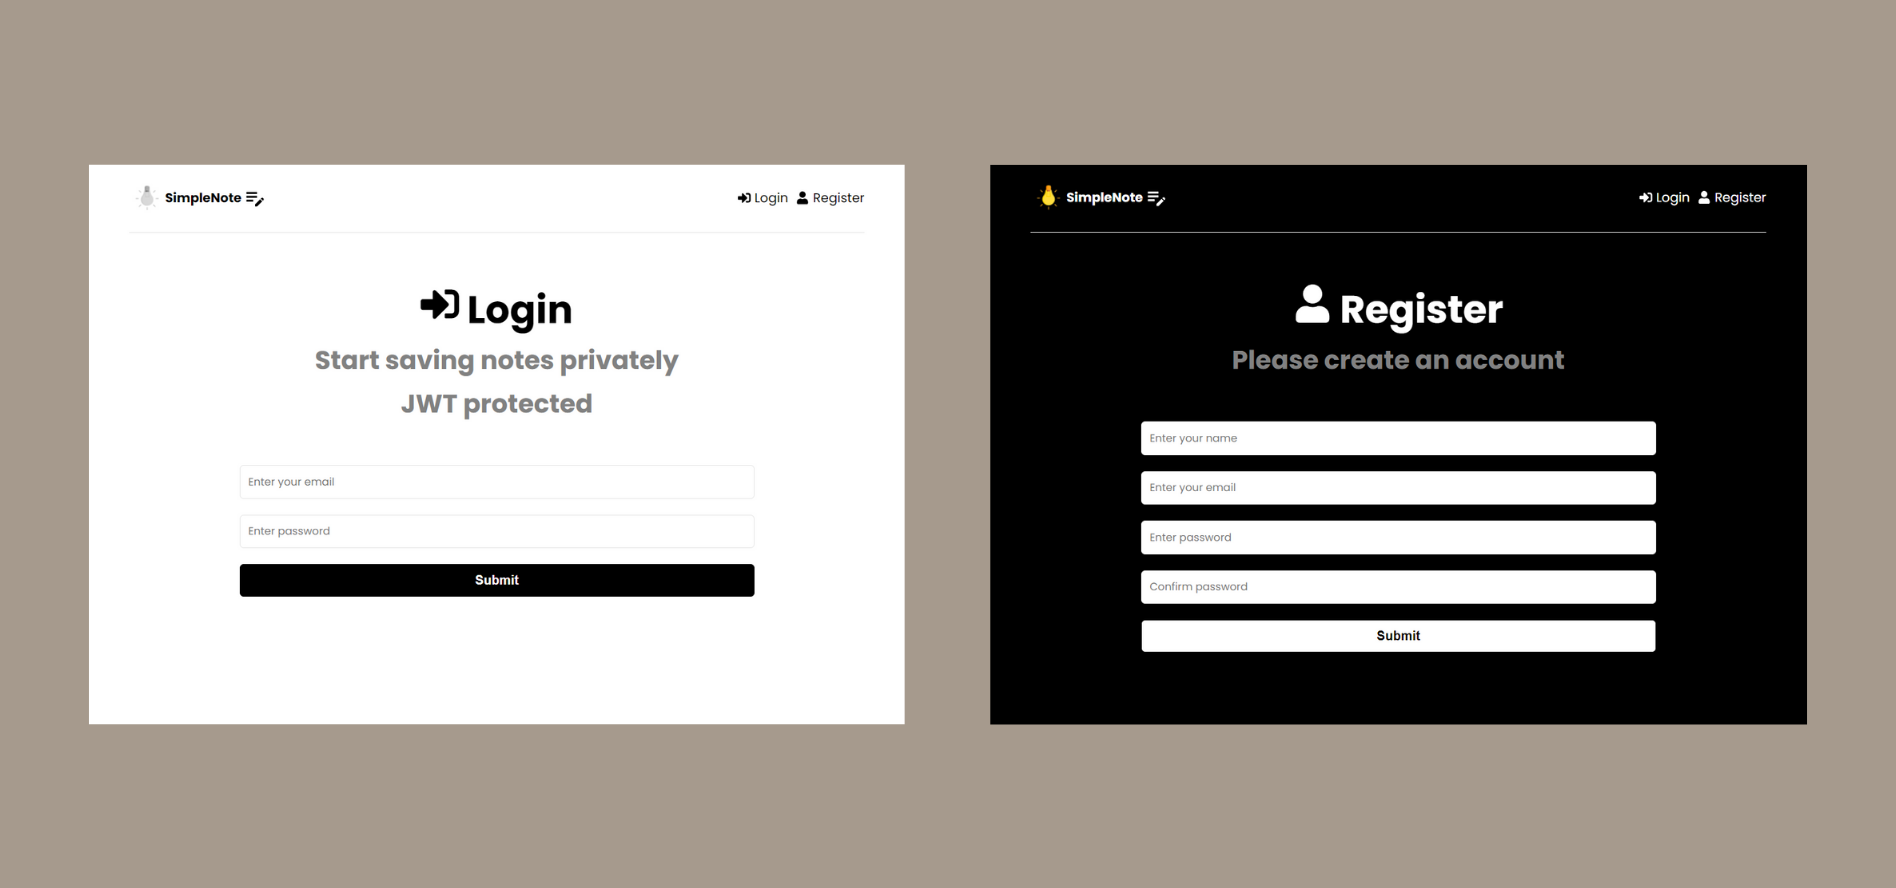 SimpleNote
Login Register
Login
Start saving notes privately
JWT protected
Enter your email
Enter password
Submit
SimpleNote
Login Register
Register
Please create an account
Enter your name
Enter your email
Enter password
Confirm password
Submit